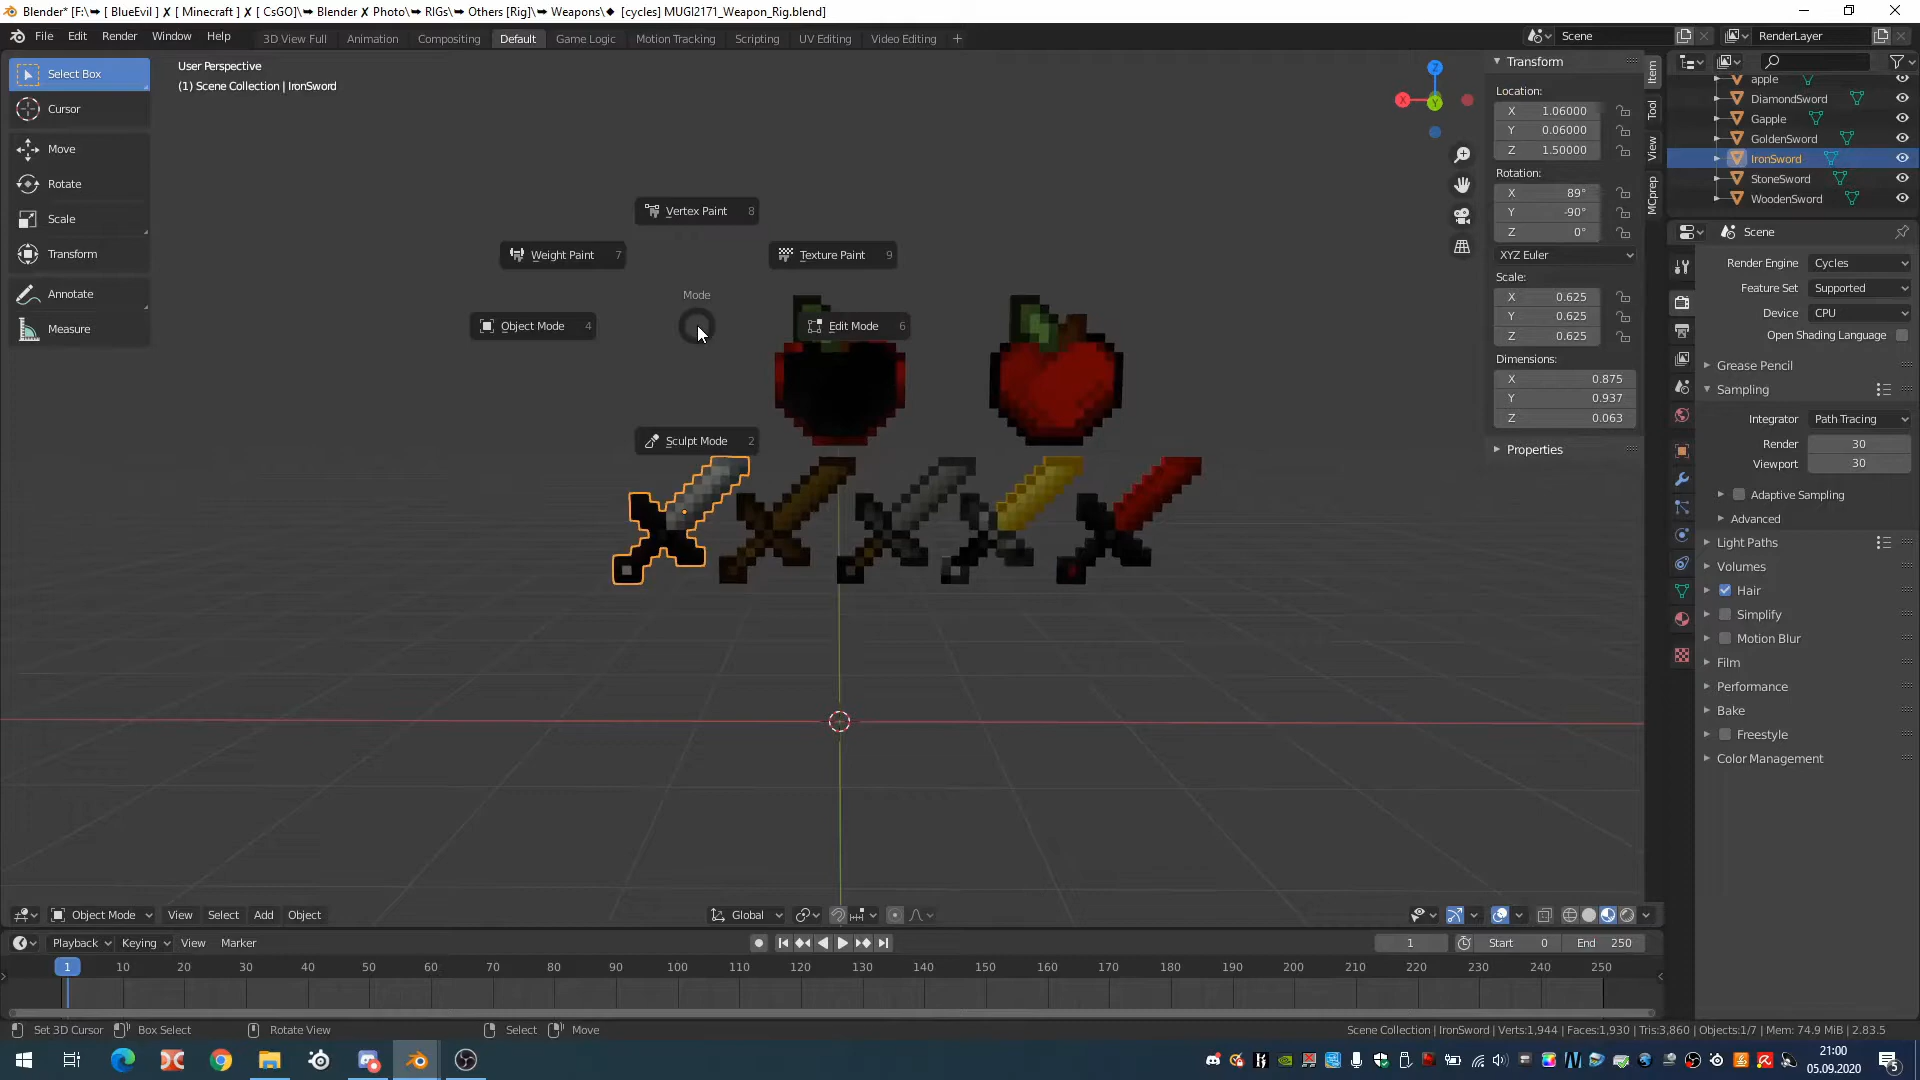 Blender* [F:\➥ [ BlueEvil ] ✗ [ Minecraft ] ✗ [ CsGO]\➥ Blender ✗ Photo\➥ RIGs\➥ Others [Rig]\➥ Weapons\◆ [cycles] MUGI2171_Weapon_Rig.blend]
File Edit Render Window Help
3D View Full Animation Compositing Default Game Logic Motion Tracking Scripting UV Editing Video Editing +
Scene
RenderLayer
Select Box
Cursor
Move
Rotate
Scale
Transform
Annotate
Measure
User Perspective
(1) Scene Collection | IronSword
Vertex Paint 8
Weight Paint 7
Texture Paint 9
Mode
Object Mode 4
Edit Mode 6
Sculpt Mode 2
Z
X
Y
Transform
Location:
X 1.06000
Y 0.06000
Z 1.50000
Rotation:
X 89°
Y -90°
Z 0°
XYZ Euler
Scale:
X 0.625
Y 0.625
Z 0.625
Dimensions:
X 0.875
Y 0.937
Z 0.063
Properties
Item
Tool
View
MCprep
apple
DiamondSword
Gapple
GoldenSword
IronSword
StoneSword
WoodenSword
Scene
Render Engine Cycles
Feature Set Supported
Device CPU
Open Shading Language
Grease Pencil
Sampling
Integrator Path Tracing
Render 30
Viewport 30
Adaptive Sampling
Advanced
Light Paths
Volumes
Hair
Simplify
Motion Blur
Film
Performance
Bake
Freestyle
Color Management
Object Mode View Select Add Object
Global
Playback Keying View Marker
1 Start 0 End 250
1 10 20 30 40 50 60 70 80 90 100 110 120 130 140 150 160 170 180 190 200 210 220 230 240 250
Set 3D Cursor Box Select Rotate View Select Move
Scene Collection | IronSword | Verts:1,944 | Faces:1,930 | Tris:3,860 | Objects:1/7 | Mem: 74.9 MiB | 2.83.5
21:00
05.09.2020
5